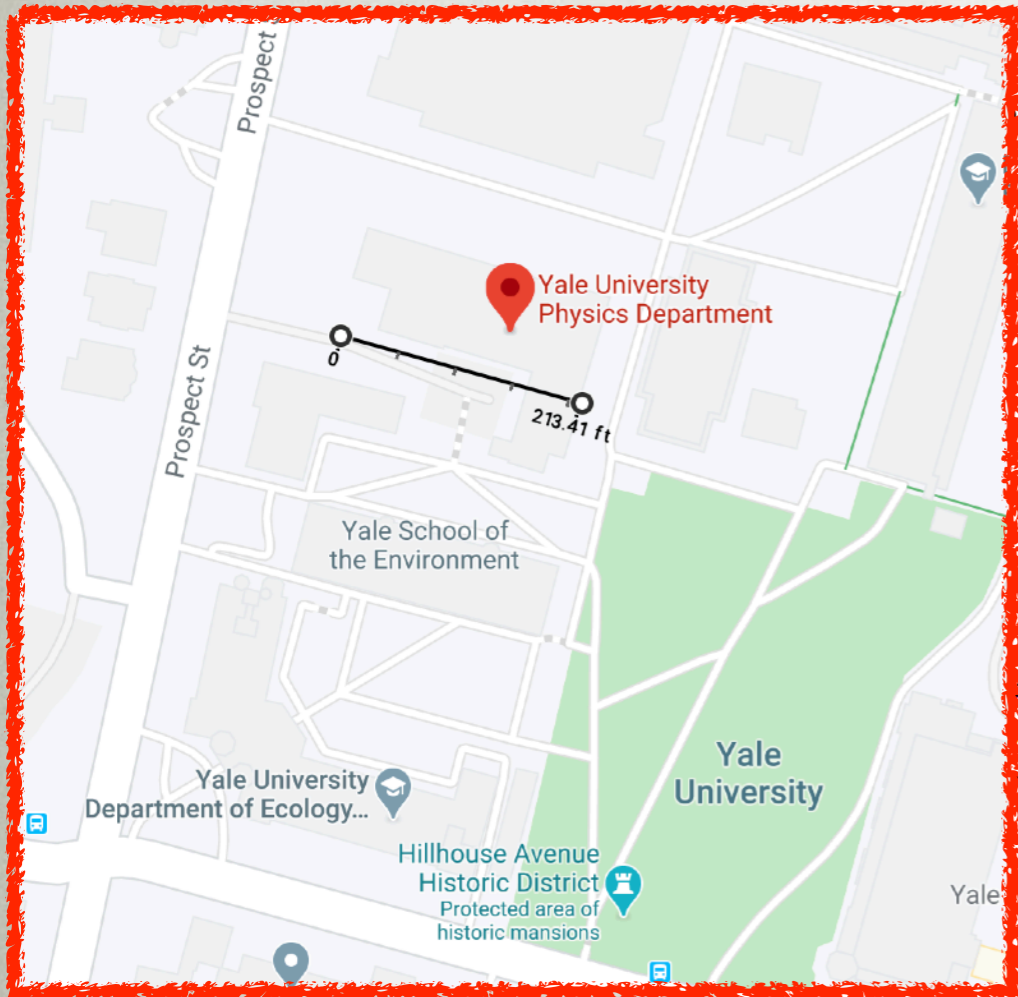 Prospect
Yale University
Physics Department
0
213.41 ft
Prospect St
Yale School of
the Environment
Yale
University
Yale University
Department of Ecology...
Hillhouse Avenue
Historic District
Protected area of
historic mansions
Yale